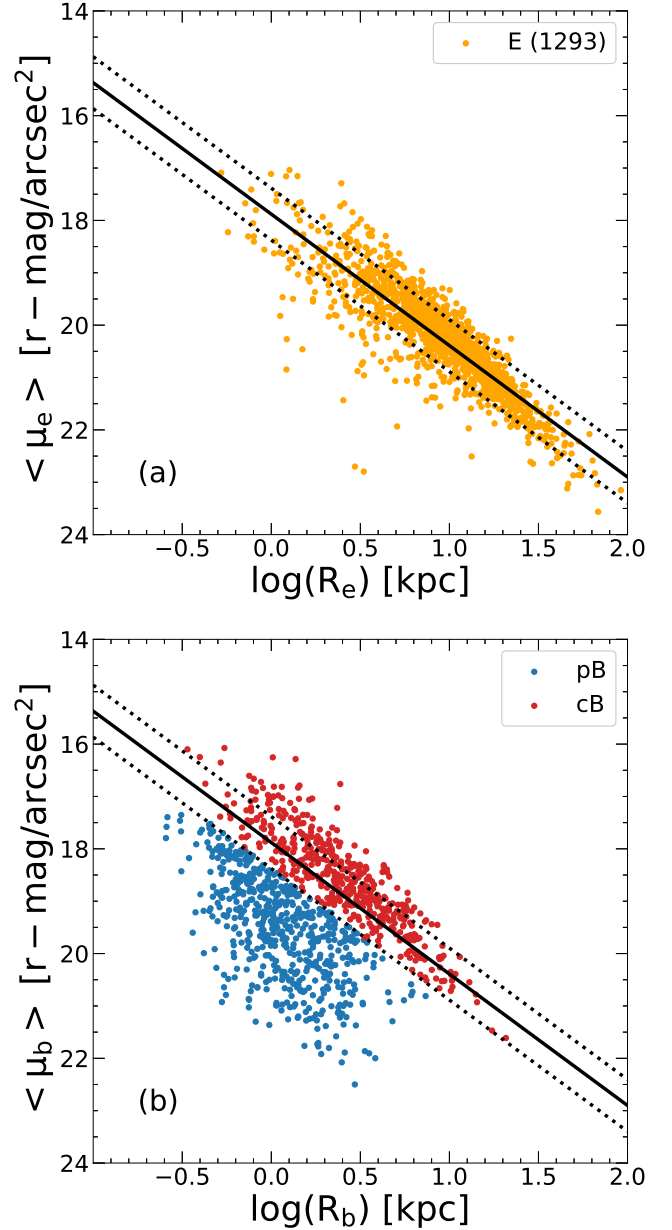 14
16
18
20
22
24
< μₑ > [r − mag/arcsec²]
E (1293)
(a)
−0.5 0.0 0.5 1.0 1.5 2.0
log(Rₑ) [kpc]
14
16
18
20
22
24
< μ_b > [r − mag/arcsec²]
pB
cB
(b)
−0.5 0.0 0.5 1.0 1.5 2.0
log(R_b) [kpc]